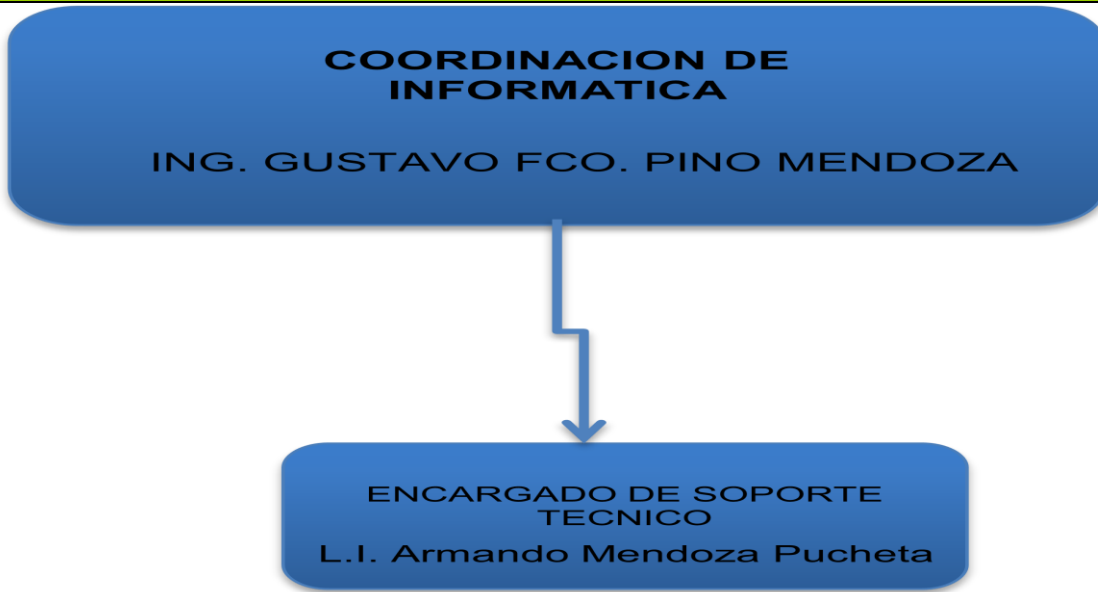 COORDINACION DE
INFORMATICA
ING. GUSTAVO FCO. PINO MENDOZA
ENCARGADO DE SOPORTE
TECNICO
L.I. Armando Mendoza Pucheta